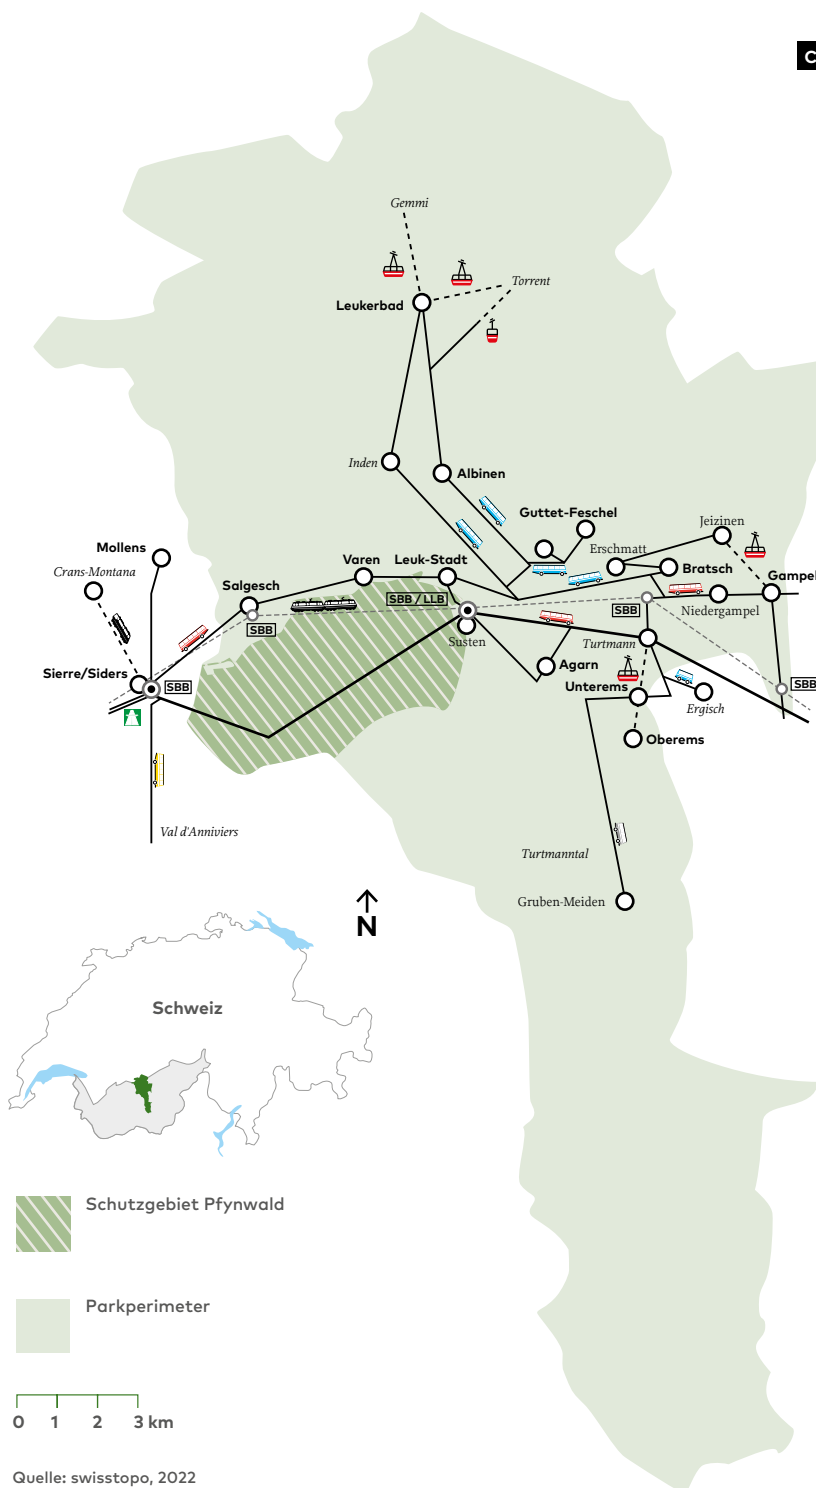 C
Gemmi
Torrent
Leukerbad
Inden
Albinen
Guttet-Feschel
Jeizinen
Mollens
Erschmatt
Crans-Montana
Varen
Leuk-Stadt
Bratsch
Gampel
Salgesch
SBB / LLB
SBB
Niedergampel
SBB
Susten
Turtmann
Sierre/Siders
Agarn
SBB
Unterems
SBB
Ergisch
Oberems
Val d'Anniviers
Turtmanntal
Gruben-Meiden
N
Schweiz
Schutzgebiet Pfynwald
Parkperimeter
0 1 2 3 km
Quelle: swisstopo, 2022